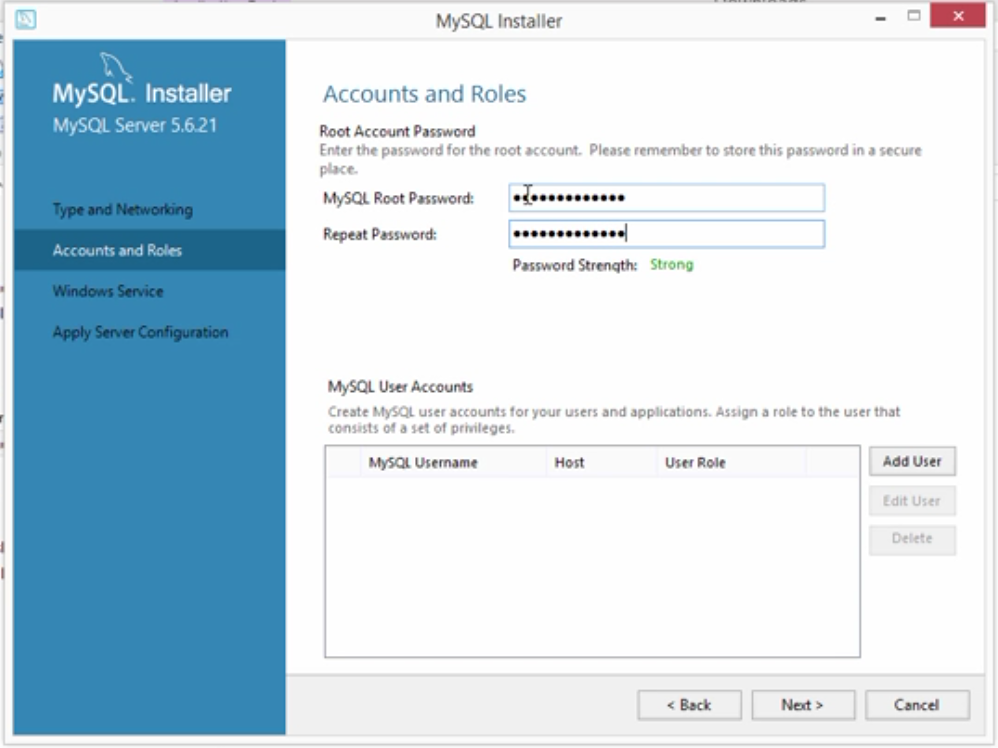 MySQL Installer
MySQL. Installer
MySQL Server 5.6.21
Type and Networking
Accounts and Roles
Windows Service
Apply Server Configuration
Accounts and Roles
Root Account Password
Enter the password for the root account. Please remember to store this password in a secure
place.
MySQL Root Password: ●●●●●●●●●●●●●
Repeat Password: ●●●●●●●●●●●●●
Password Strength: Strong
MySQL User Accounts
Create MySQL user accounts for your users and applications. Assign a role to the user that
consists of a set of privileges.
MySQL Username Host User Role
Add User
Edit User
Delete
< Back Next > Cancel